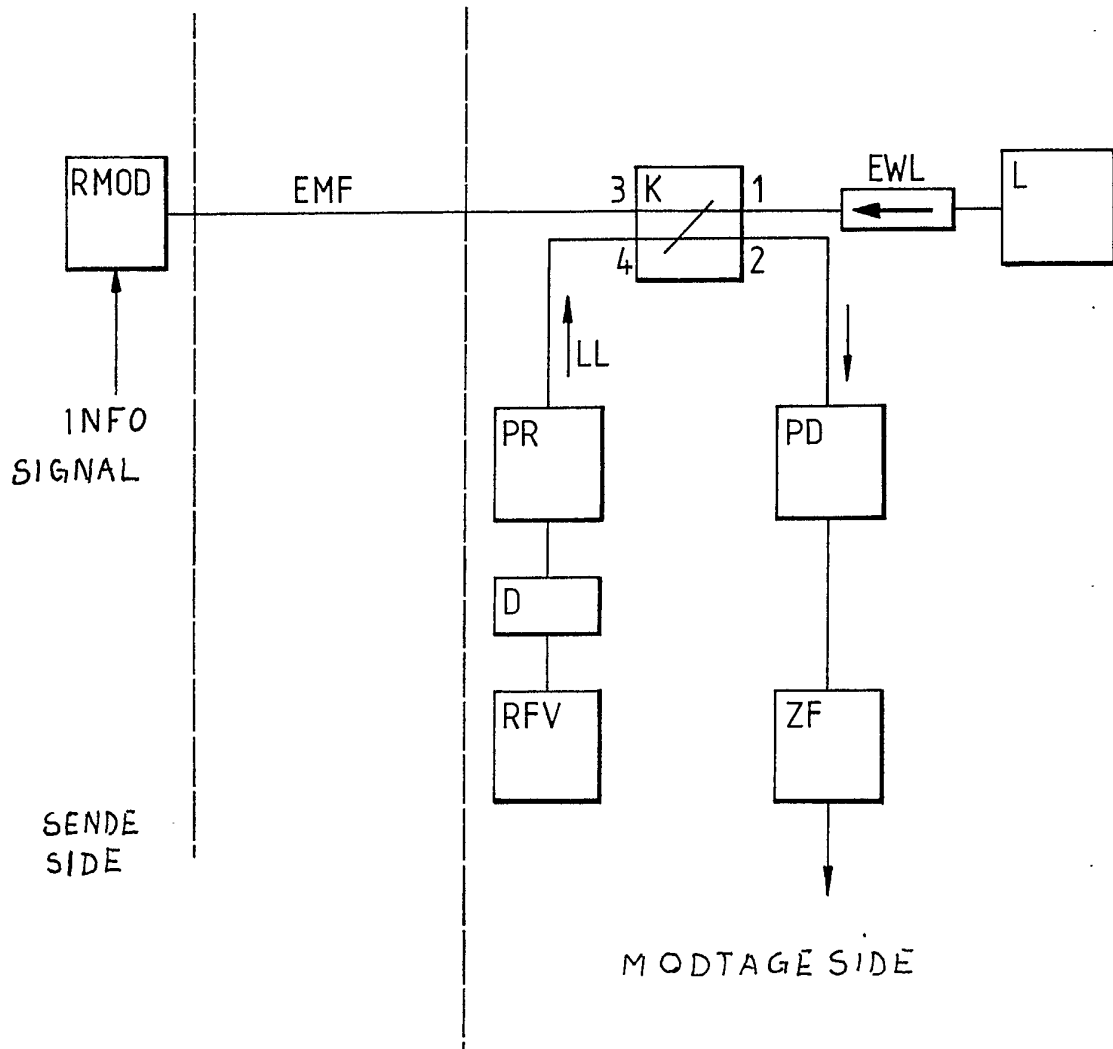 RMOD
EMF
3 K 1
EWL
L
4 2
LL
INFO
SIGNAL
PR
PD
D
RFV
ZF
SENDE
SIDE
MODTAGE SIDE